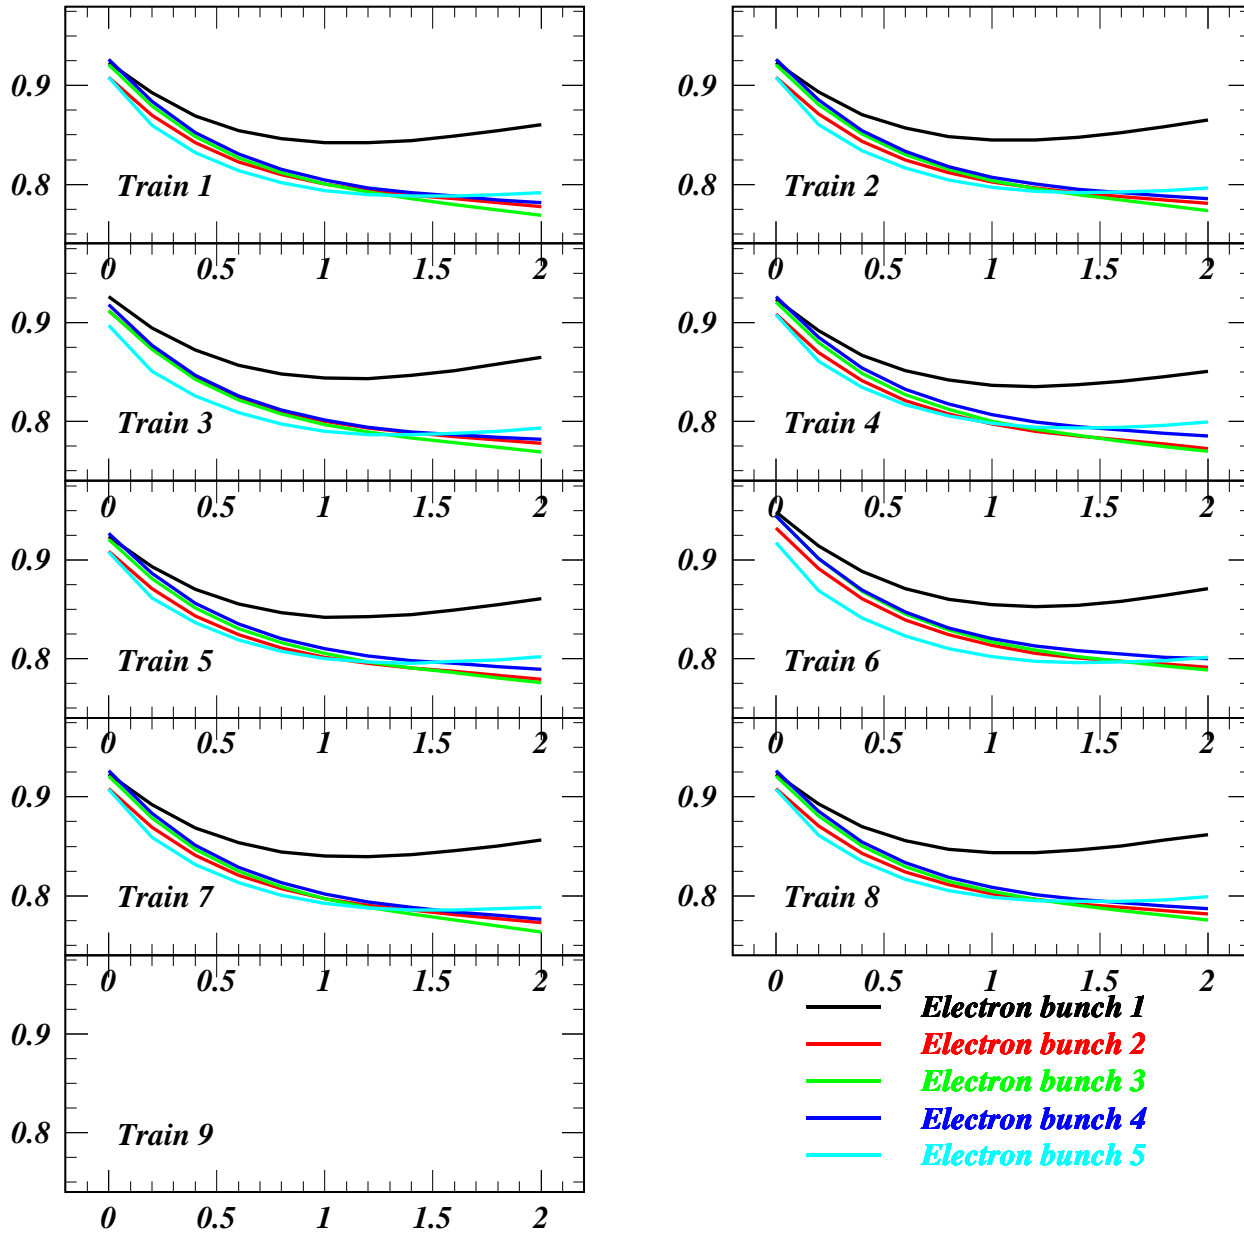 0.9
0.9
0.8
Train 1
0.8
Train 2
0 0.5 1 1.5 2
0 0.5 1 1.5 2
0.9
0.9
0.8
Train 3
0.8
Train 4
0 0.5 1 1.5 2
0 0.5 1 1.5 2
0.9
0.9
0.8
Train 5
0.8
Train 6
0 0.5 1 1.5 2
0 0.5 1 1.5 2
0.9
0.9
0.8
Train 7
0.8
Train 8
0 0.5 1 1.5 2
0 0.5 1 1.5 2
0.9
0.8
Train 9
0 0.5 1 1.5 2
Electron bunch 1
Electron bunch 2
Electron bunch 3
Electron bunch 4
Electron bunch 5